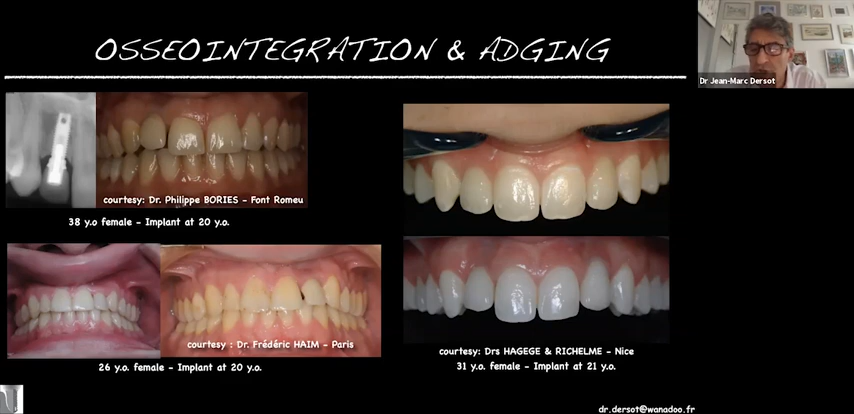 OSSEOINTEGRATION & ADGING
Dr Jean-Marc Dersot
courtesy: Dr. Philippe BORIES - Font Romeu
38 y.o female - Implant at 20 y.o.
courtesy : Dr. Frédéric HAIM - Paris
26 y.o. female - Implant at 20 y.o.
courtesy: Drs HAGEGE & RICHELME - Nice
31 y.o. female - Implant at 21 y.o.
dr.dersot@wanadoo.fr